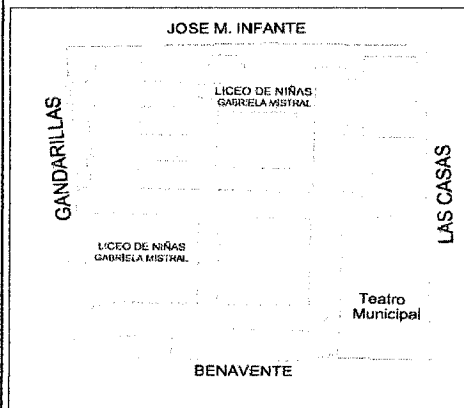 JOSE M. INFANTE
LICEO DE NIÑAS
GABRIELA MISTRAL
GANDARILLAS
LAS CASAS
LICEO DE NIÑAS
GABRIELA MISTRAL
Teatro
Municipal
BENAVENTE